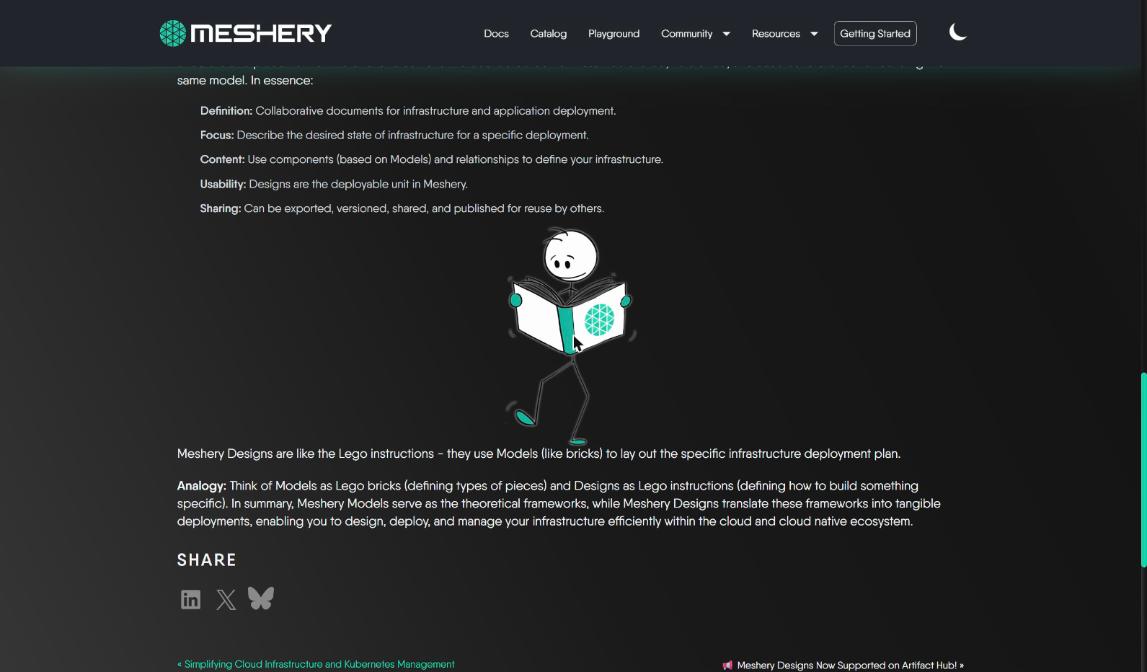 MESHERY
Docs
Catalog
Playground
Community
Resources
Getting Started
same model. In essence:
Definition: Collaborative documents for infrastructure and application deployment.
Focus: Describe the desired state of infrastructure for a specific deployment.
Content: Use components (based on Models) and relationships to define your infrastructure.
Usability: Designs are the deployable unit in Meshery.
Sharing: Can be exported, versioned, shared, and published for reuse by others.
Meshery Designs are like the Lego instructions - they use Models (like bricks) to lay out the specific infrastructure deployment plan.
Analogy: Think of Models as Lego bricks (defining types of pieces) and Designs as Lego instructions (defining how to build something
specific). In summary, Meshery Models serve as the theoretical frameworks, while Meshery Designs translate these frameworks into tangible
deployments, enabling you to design, deploy, and manage your infrastructure efficiently within the cloud and cloud native ecosystem.
SHARE
« Simplifying Cloud Infrastructure and Kubernetes Management
📢 Meshery Designs Now Supported on Artifact Hub! »